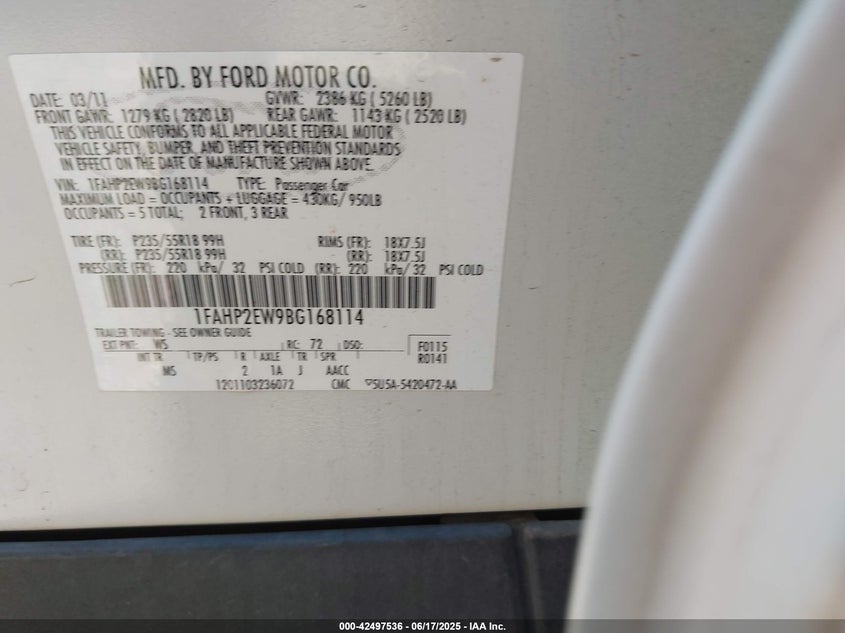 MFD. BY FORD MOTOR CO.
DATE: 03/11 GVWR: 2386 KG ( 5260 LB)
FRONT GAWR: 1279 KG ( 2820 LB) REAR GAWR: 1143 KG ( 2520 LB)
THIS VEHICLE CONFORMS TO ALL APPLICABLE FEDERAL MOTOR
VEHICLE SAFETY, BUMPER, AND THEFT PREVENTION STANDARDS
IN EFFECT ON THE DATE OF MANUFACTURE SHOWN ABOVE.
VIN: 1FAHP2EW9BG168114 TYPE: Passenger Car
MAXIMUM LOAD = OCCUPANTS + LUGGAGE = 430KG/ 950LB
OCCUPANTS = 5 TOTAL; 2 FRONT, 3 REAR
TIRE (FR): P235/55R18 99H RIMS (FR): 18X7.5J
(RR): P235/55R18 99H (RR): 18X7.5J
PRESSURE (FR): 220 kPa/ 32 PSI COLD (RR): 220 kPa/ 32 PSI COLD
1FAHP2EW9BG168114
TRAILER TOWING - SEE OWNER GUIDE
EXT PNT: WS RC: 72 DSO: F0115
INT TR TP/PS R AXLE TR SPR R0141
MS 2 1A J AACC
1201103236072 CMC 5U5A-5420472-AA
000-42497536 - 06/17/2025 - IAA Inc.